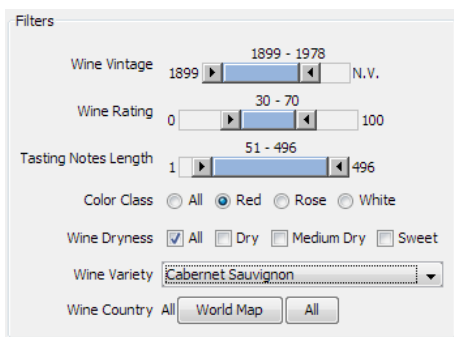 Filters
1899 - 1978
Wine Vintage 1899 N.V.
30 - 70
Wine Rating 0 100
51 - 496
Tasting Notes Length 1 496
Color Class All Red Rose White
Wine Dryness All Dry Medium Dry Sweet
Wine Variety Cabernet Sauvignon
Wine Country All World Map All